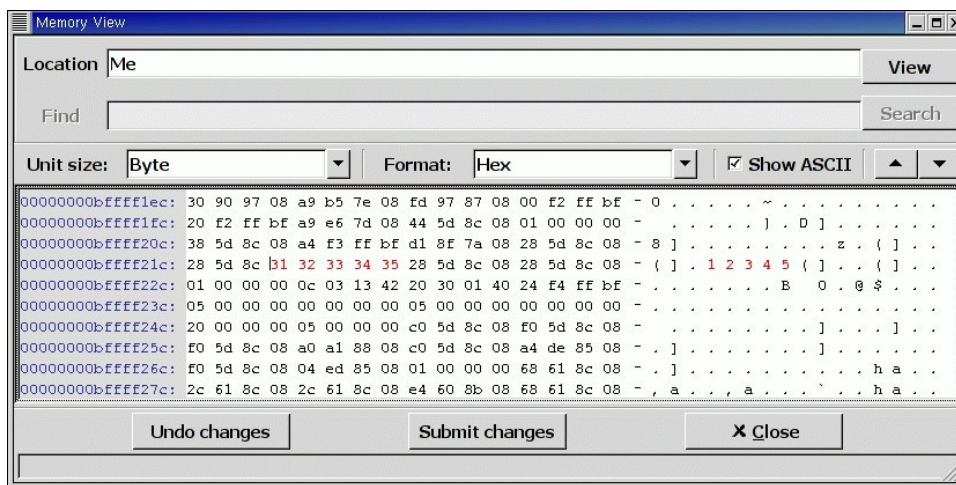 Memory View
Location Me View
Find Search
Unit size: Byte Format: Hex Show ASCII
00000000bffff1ec: 30 90 97 08 a9 b5 7e 08 fd 97 87 08 00 f2 ff bf - 0 . . . . . ~ . . . . . . . . .
00000000bffff1fc: 20 f2 ff bf a9 e6 7d 08 44 5d 8c 08 01 00 00 00 -   . . . . . } . D ] . . . . . .
00000000bffff20c: 38 5d 8c 08 a4 f3 ff bf d1 8f 7a 08 28 5d 8c 08 - 8 ] . . . . . . . . z . ( ] . .
00000000bffff21c: 28 5d 8c 31 32 33 34 35 28 5d 8c 08 28 5d 8c 08 - ( ] . 1 2 3 4 5 ( ] . . ( ] . .
00000000bffff22c: 01 00 00 00 0c 03 13 42 20 30 01 40 24 f4 ff bf - . . . . . . . B   0 . @ $ . . .
00000000bffff23c: 05 00 00 00 00 00 00 00 05 00 00 00 00 00 00 00 - . . . . . . . . . . . . . . . .
00000000bffff24c: 20 00 00 00 05 00 00 00 c0 5d 8c 08 f0 5d 8c 08 -   . . . . . . . . ] . . . ] . .
00000000bffff25c: f0 5d 8c 08 a0 a1 88 08 c0 5d 8c 08 a4 de 85 08 - . ] . . . . . . . ] . . . . . .
00000000bffff26c: f0 5d 8c 08 04 ed 85 08 01 00 00 00 68 61 8c 08 - . ] . . . . . . . . . . h a . .
00000000bffff27c: 2c 61 8c 08 2c 61 8c 08 e4 60 8b 08 68 61 8c 08 - , a . . , a . . . ` . . h a . .
Undo changes Submit changes X Close